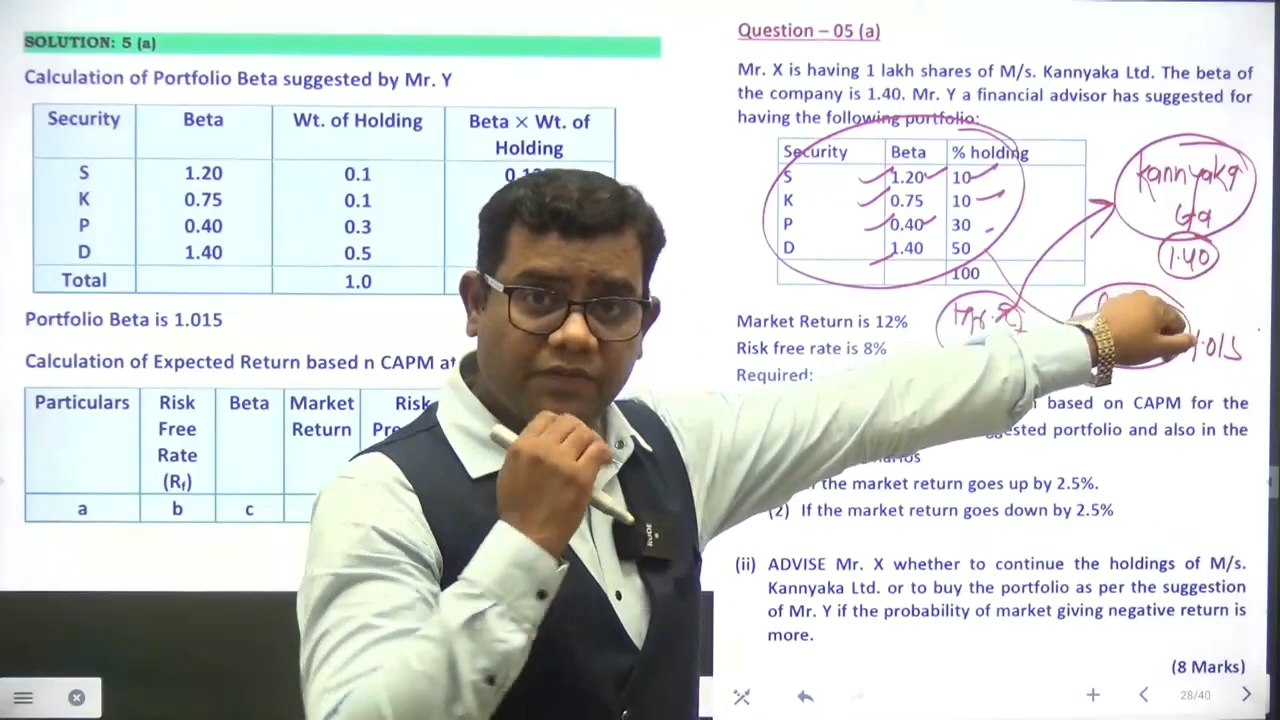 SOLUTION: 5 (a)
Calculation of Portfolio Beta suggested by Mr. Y
Security Beta Wt. of Holding Beta × Wt. of Holding
S 1.20 0.1
K 0.75 0.1
P 0.40 0.3
D 1.40 0.5
Total 1.0
Portfolio Beta is 1.015
Calculation of Expected Return based n CAPM
Particulars Risk Free Rate (Rf) Beta Market Return Risk
a b c
Question – 05 (a)
Mr. X is having 1 lakh shares of M/s. Kannyaka Ltd. The beta of
the company is 1.40. Mr. Y a financial advisor has suggested for
having the following portfolio:
Security Beta % holding
S 1.20 10
K 0.75 10
P 0.40 30
D 1.40 50
100
Kannyaka
1.40
1.015
Market Return is 12%
Risk free rate is 8%
Required:
based on CAPM for the
portfolio and also in the
the market return goes up by 2.5%.
(2) If the market return goes down by 2.5%
(ii) ADVISE Mr. X whether to continue the holdings of M/s.
Kannyaka Ltd. or to buy the portfolio as per the suggestion
of Mr. Y if the probability of market giving negative return is
more.
(8 Marks)
28/40